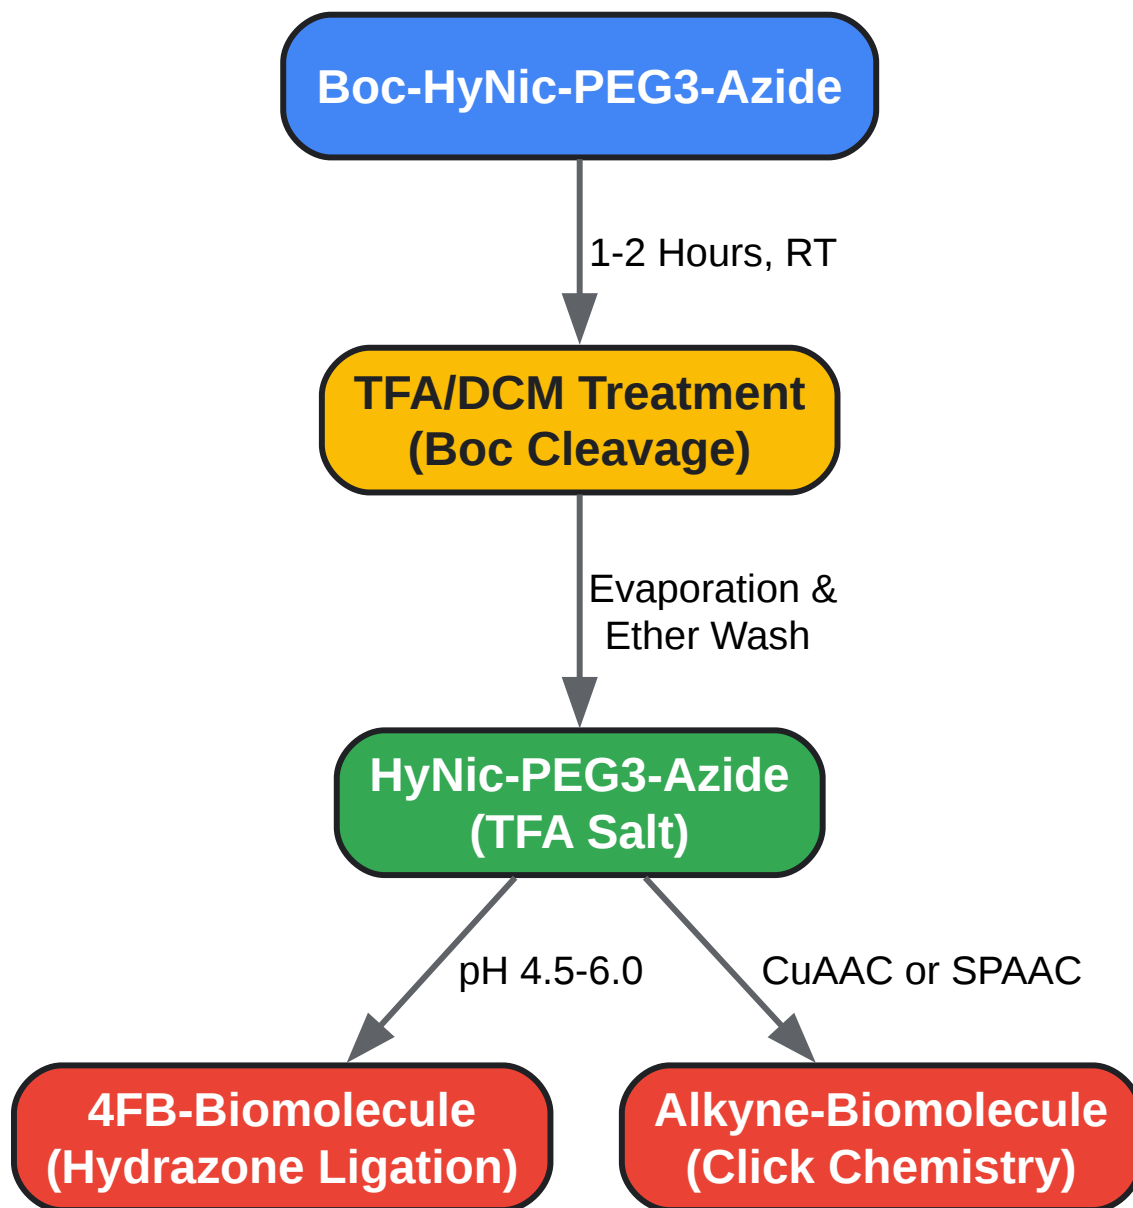 Boc-HyNic-PEG3-Azide
1-2 Hours, RT
TFA/DCM Treatment
(Boc Cleavage)
Evaporation &
Ether Wash
HyNic-PEG3-Azide
(TFA Salt)
pH 4.5-6.0
CuAAC or SPAAC
4FB-Biomolecule
(Hydrazone Ligation)
Alkyne-Biomolecule
(Click Chemistry)